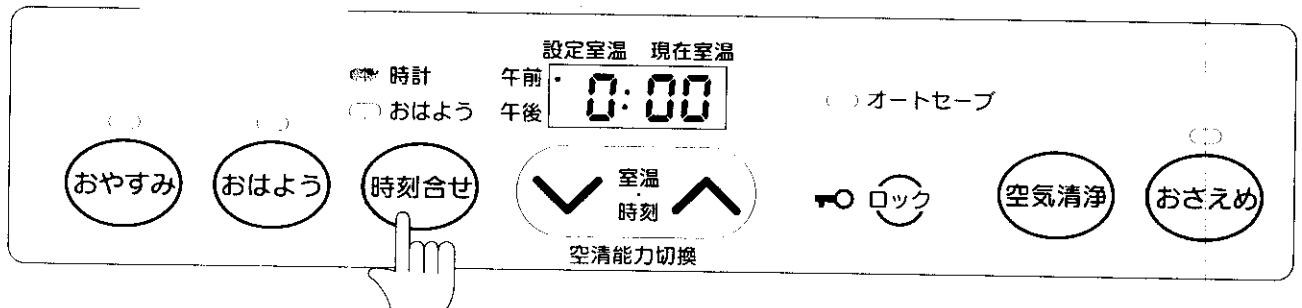 設定室温 現在室温
時計
午前
0:00
おはよう
午後
オートセーブ
おやすみ
おはよう
時刻合せ
室温
・
時刻
ロック
空気清浄
おさえめ
空清能力切換